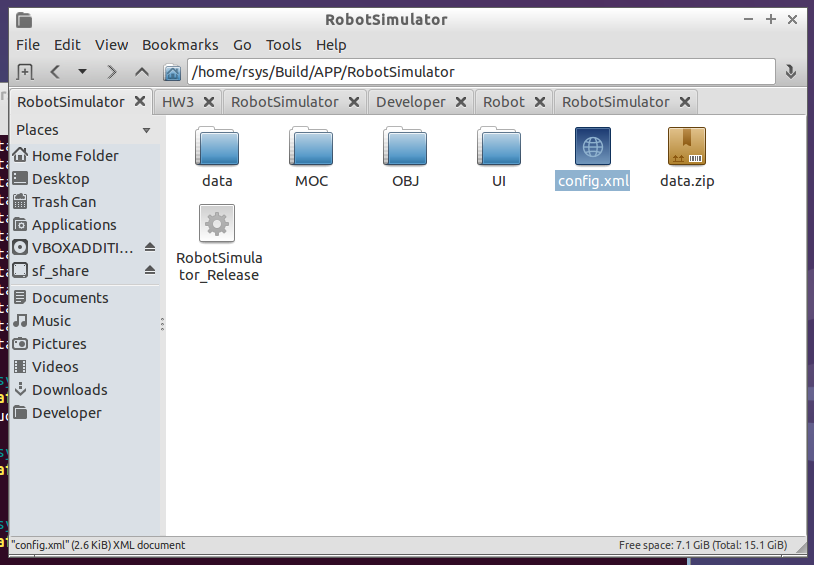 RobotSimulator
File Edit View Bookmarks Go Tools Help
/home/rsys/Build/APP/RobotSimulator
RobotSimulator HW3 RobotSimulator Developer Robot RobotSimulator
Places
Home Folder
Desktop
Trash Can
Applications
VBOXADDITI...
sf_share
Documents
Music
Pictures
Videos
Downloads
Developer
data MOC OBJ UI config.xml data.zip
RobotSimula
tor_Release
"config.xml" (2.6 KiB) XML document Free space: 7.1 GiB (Total: 15.1 GiB)